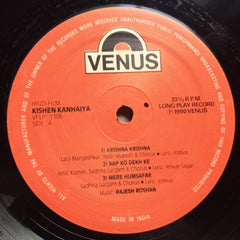 ALL RIGHTS OF THE MANUFACTURER AND OF THE OWNER OF THE RECORDED WORK RESERVED UNAUTHORISED PUBLIC PERFORMANCE BROADCASTING AND COPYING OF THIS RECORD PROHIBITED
VENUS
HINDI FILM
KISHEN KANHAIYA
VFLP 1106
SIDE A
33⅓ R.P.M.
LONG PLAY RECORD
℗ 1990 VENUS
1) KRISHNA KRISHNA
Lata Mangeshkar, Nitin Mukesh & Chorus Lyric: Indivar
2) AAP KO DEKH KE
Amit Kumar, Sadhna Sargam & Chorus Lyric: Anwar Sagar
3) MERE HUMSAFAR
Sadhna Sargam & Chorus Lyric: Indivar
Music: RAJESH ROSHAN
MADE IN INDIA